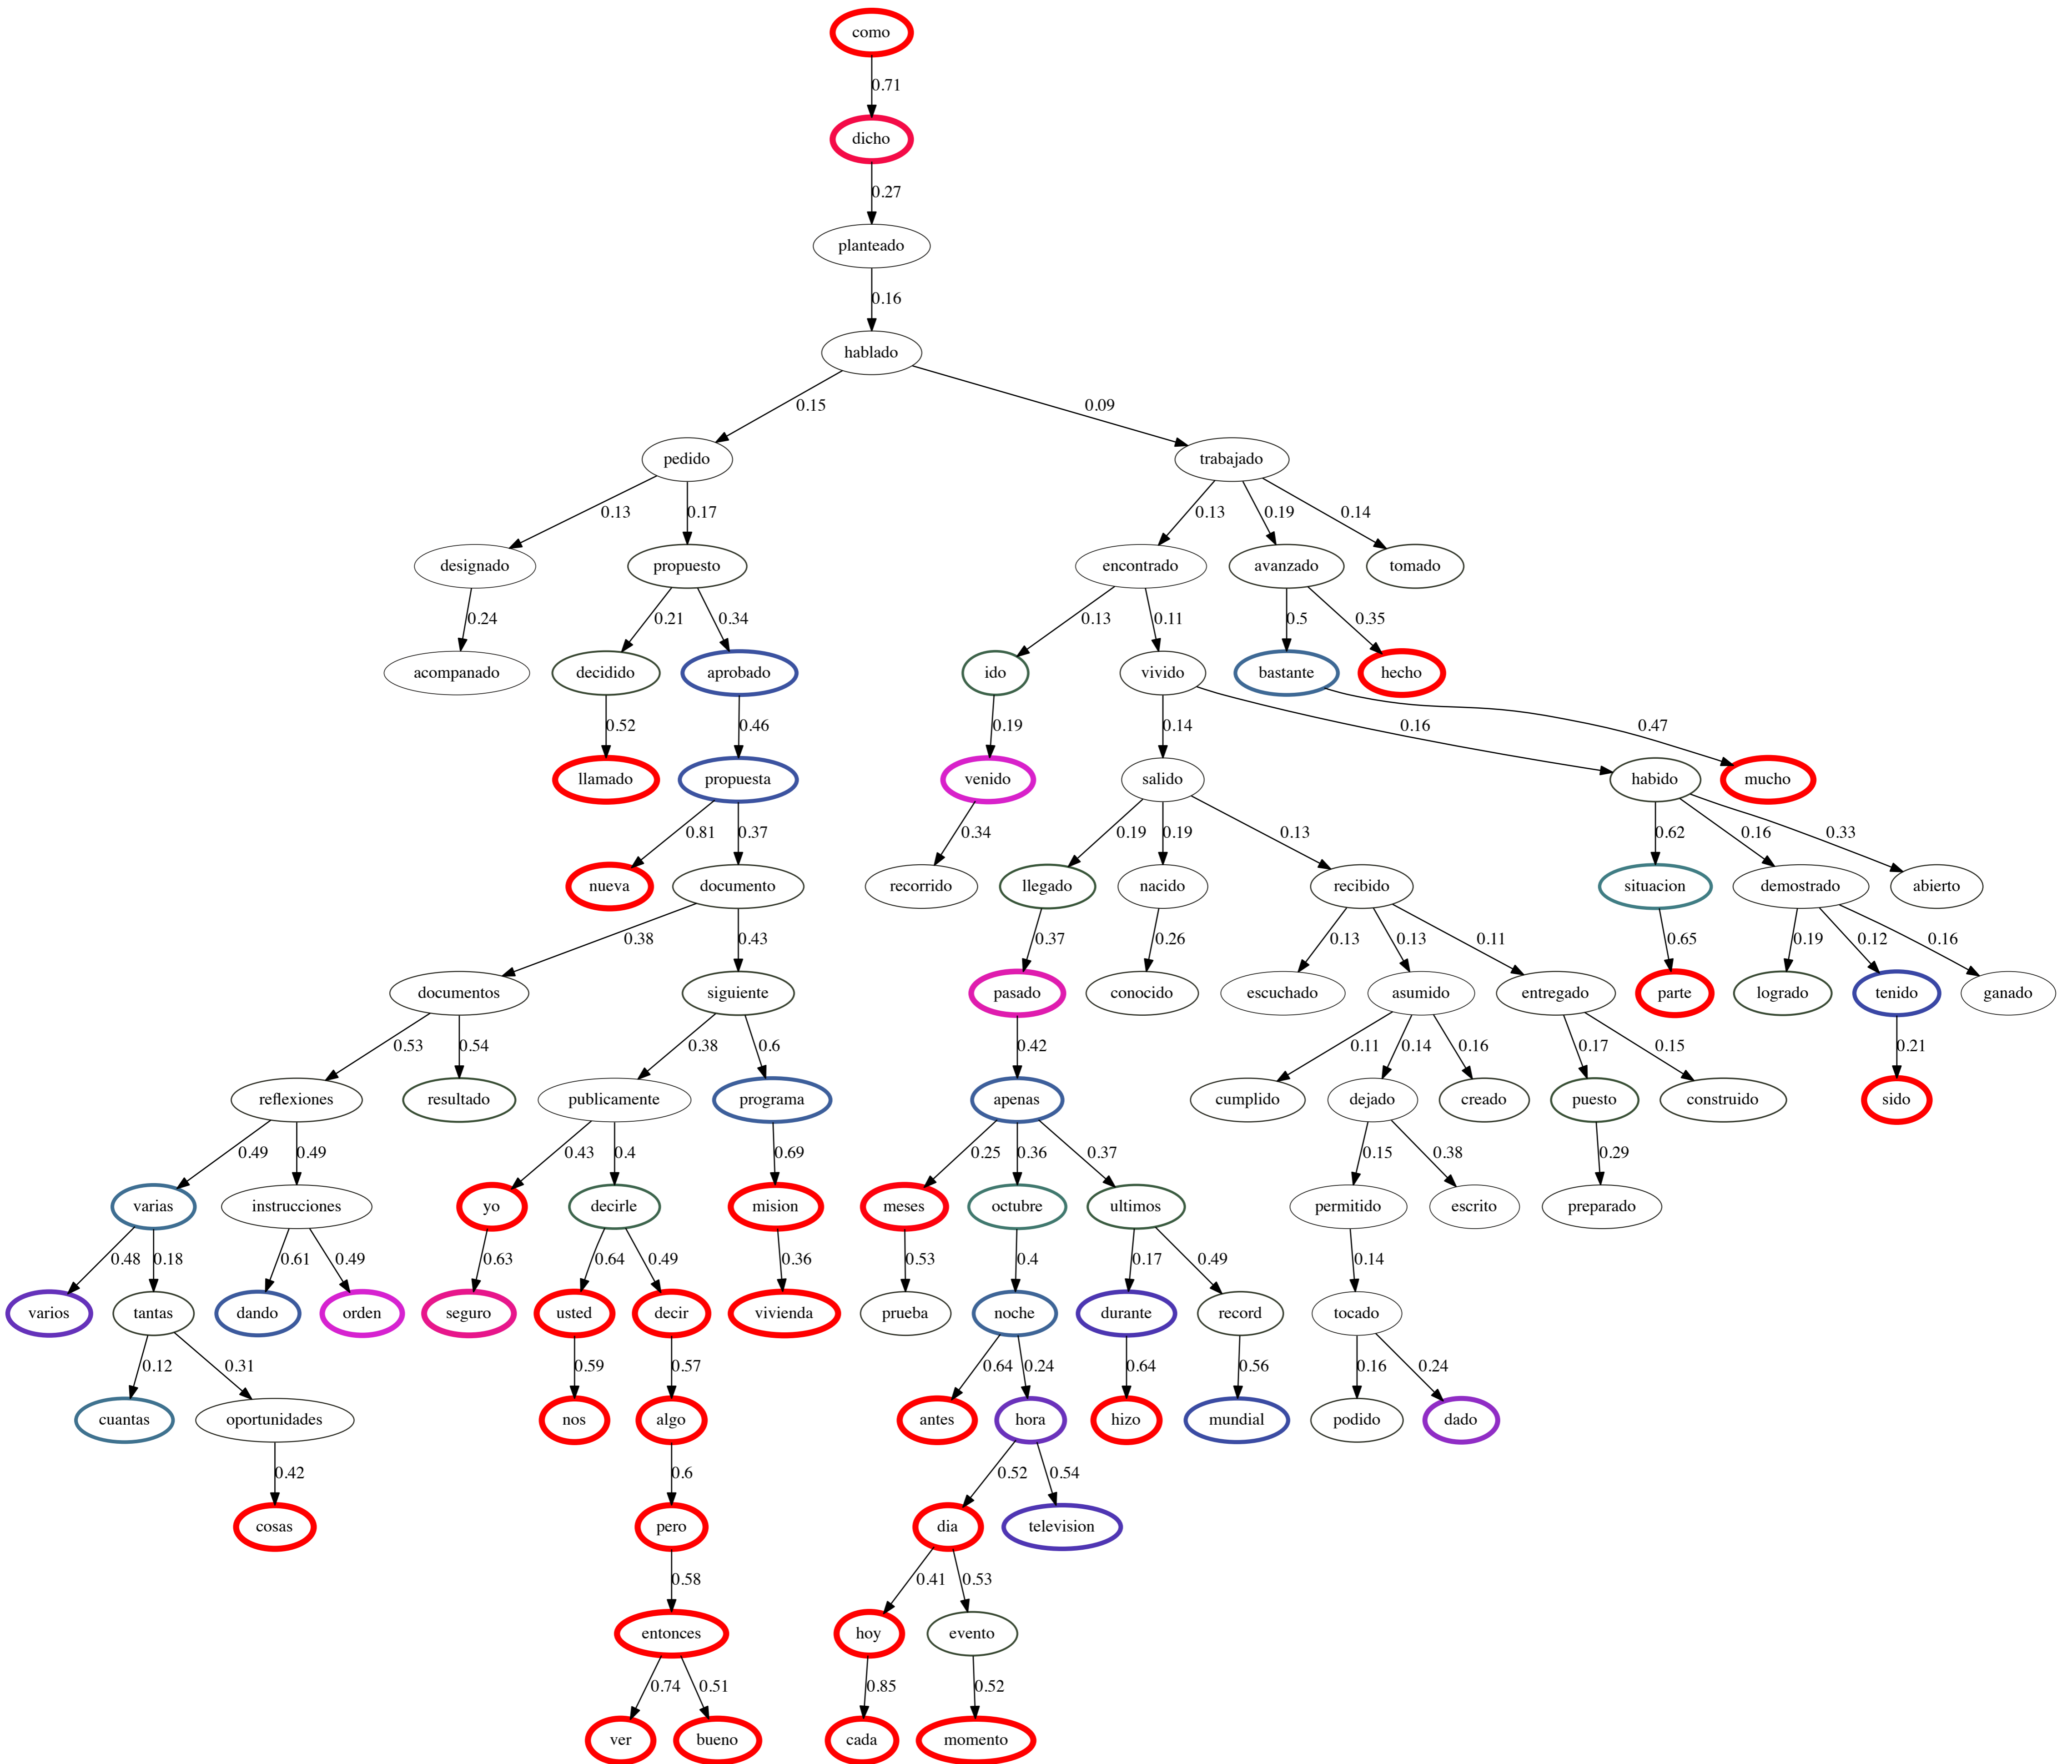 como
0.71
dicho
0.27
planteado
0.16
hablado
0.15 0.09
pedido trabajado
0.13 0.17 0.13 0.19 0.14
designado propuesto encontrado avanzado tomado
0.24 0.21 0.34 0.13 0.11 0.5 0.35
acompanado decidido aprobado ido vivido bastante hecho
0.52 0.46 0.19 0.14 0.16 0.47
llamado propuesta venido salido habido mucho
0.81 0.37 0.34 0.19 0.19 0.13 0.62 0.16 0.33
nueva documento recorrido llegado nacido recibido situacion demostrado abierto
0.38 0.43 0.37 0.26 0.13 0.13 0.11 0.65 0.19 0.12 0.16
documentos siguiente pasado conocido escuchado asumido entregado parte logrado tenido ganado
0.53 0.54 0.38 0.6 0.42 0.11 0.14 0.16 0.17 0.15 0.21
reflexiones resultado publicamente programa apenas cumplido dejado creado puesto construido sido
0.49 0.49 0.43 0.4 0.69 0.25 0.36 0.37 0.15 0.38 0.29
varias instrucciones yo decirle mision meses octubre ultimos permitido escrito preparado
0.48 0.18 0.61 0.49 0.63 0.64 0.49 0.36 0.53 0.4 0.17 0.49 0.14
varios tantas dando orden seguro usted decir vivienda prueba noche durante record tocado
0.12 0.31 0.59 0.57 0.64 0.24 0.64 0.56 0.16 0.24
cuantas oportunidades nos algo antes hora hizo mundial podido dado
0.42 0.6 0.52 0.54
cosas pero dia television
0.58 0.41 0.53
entonces hoy evento
0.74 0.51 0.85 0.52
ver bueno cada momento